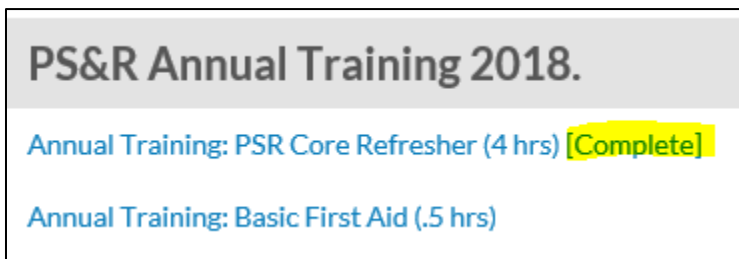 PS&R Annual Training 2018.
Annual Training: PSR Core Refresher (4 hrs) [Complete]
Annual Training: Basic First Aid (.5 hrs)